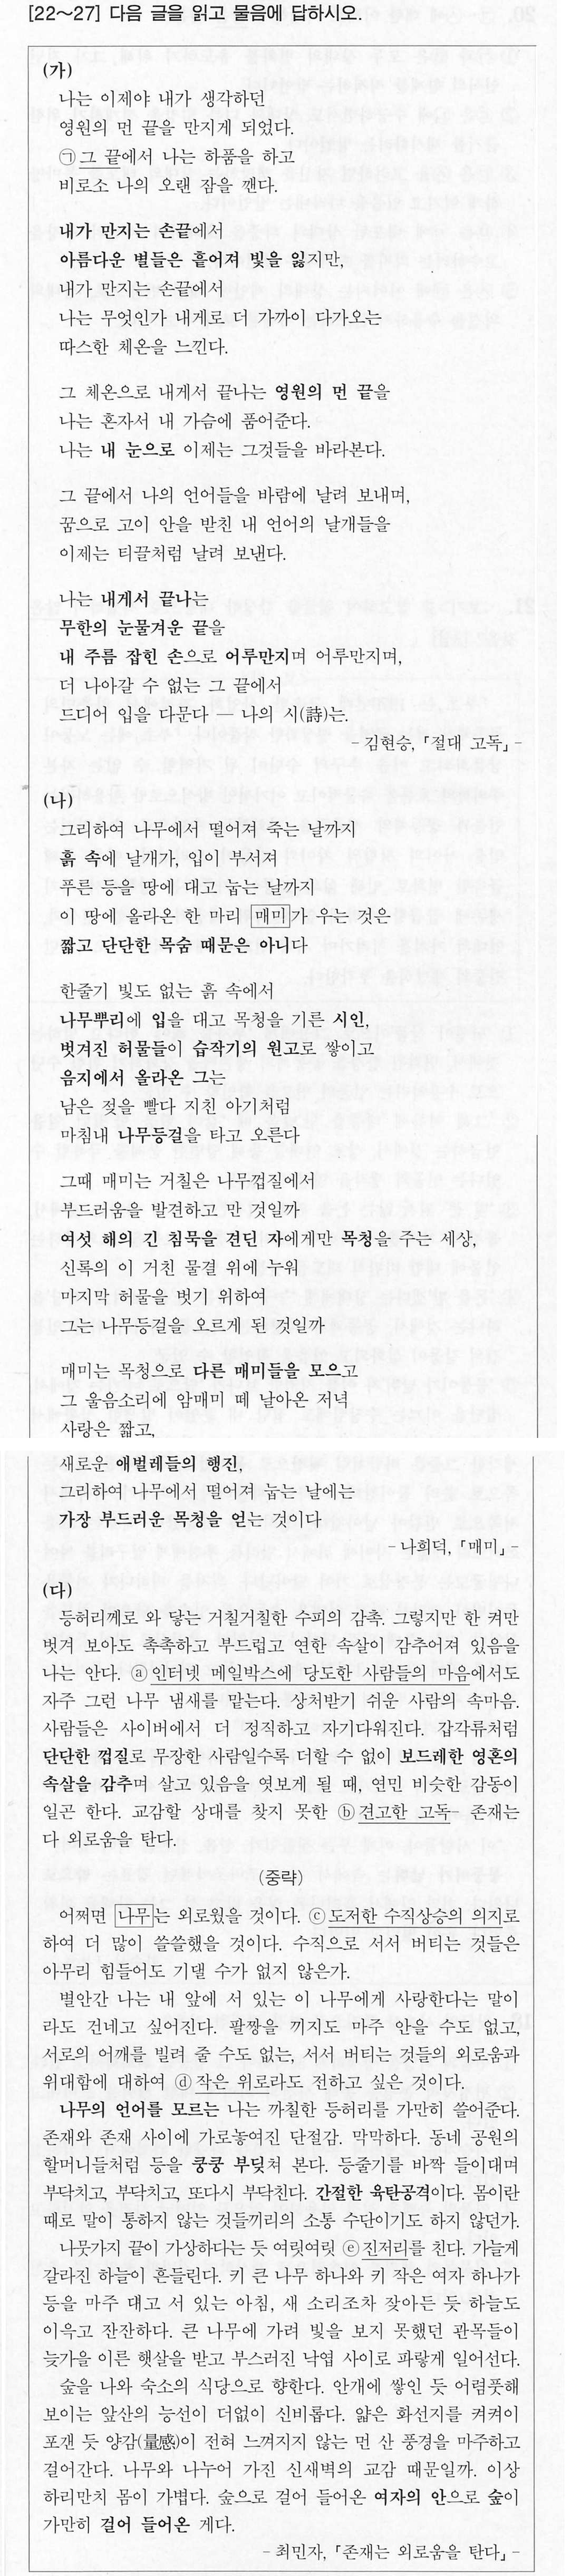 [22~27] 다음 글을 읽고 물음에 답하시오.
(가)
나는 이제야 내가 생각하던
영원의 먼 끝을 만지게 되었다.
㉠그 끝에서 나는 하품을 하고
비로소 나의 오랜 잠을 깬다.
내가 만지는 손끝에서
아름다운 별들은 흩어져 빛을 잃지만,
내가 만지는 손끝에서
나는 무엇인가 내게로 더 가까이 다가오는
따스한 체온을 느낀다.
그 체온으로 내게서 끝나는 영원의 먼 끝을
나는 혼자서 내 가슴에 품어준다.
나는 내 눈으로 이제는 그것들을 바라본다.
그 끝에서 나의 언어들을 바람에 날려 보내며,
꿈으로 고이 안을 받친 내 언어의 날개들을
이제는 티끌처럼 날려 보낸다.
나는 내게서 끝나는
무한의 눈물겨운 끝을
내 주름 잡힌 손으로 어루만지며 어루만지며,
더 나아갈 수 없는 그 끝에서
드디어 입을 다문다 ― 나의 시(詩)는.
- 김현승, 「절대 고독」 -
(나)
그리하여 나무에서 떨어져 죽는 날까지
흙 속에 날개가, 입이 부서져
푸른 등을 땅에 대고 눕는 날까지
이 땅에 올라온 한 마리 매미가 우는 것은
짧고 단단한 목숨 때문은 아니다
한줄기 빛도 없는 흙 속에서
나무뿌리에 입을 대고 목청을 기른 시인,
벗겨진 허물들이 습작기의 원고로 쌓이고
음지에서 올라온 그는
남은 젖을 빨다 지친 아기처럼
마침내 나무등걸을 타고 오른다
그때 매미는 거칠은 나무껍질에서
부드러움을 발견하고 만 것일까
여섯 해의 긴 침묵을 견딘 자에게만 목청을 주는 세상,
신록의 이 거친 물결 위에 누워
마지막 허물을 벗기 위하여
그는 나무등걸을 오르게 된 것일까
매미는 목청으로 다른 매미들을 모으고
그 울음소리에 암매미 떼 날아온 저녁
사랑은 짧고,
새로운 애벌레들의 행진,
그리하여 나무에서 떨어져 눕는 날에는
가장 부드러운 목청을 얻는 것이다
- 나희덕, 「매미」 -
(다)
등허리께로 와 닿는 거칠거칠한 수피의 감촉. 그렇지만 한 켜만
벗겨 보아도 촉촉하고 부드럽고 연한 속살이 감추어져 있음을
나는 안다. ⓐ인터넷 메일박스에 당도한 사람들의 마음에서도
자주 그런 나무 냄새를 맡는다. 상처받기 쉬운 사람의 속마음.
사람들은 사이버에서 더 정직하고 자기다워진다. 갑각류처럼
단단한 껍질로 무장한 사람일수록 더할 수 없이 보드레한 영혼의
속살을 감추며 살고 있음을 엿보게 될 때, 연민 비슷한 감동이
일곤 한다. 교감할 상대를 찾지 못한 ⓑ견고한 고독― 존재는
다 외로움을 탄다.
(중략)
어쩌면 나무는 외로웠을 것이다. ⓒ도저한 수직상승의 의지로
하여 더 많이 쓸쓸했을 것이다. 수직으로 서서 버티는 것들은
아무리 힘들어도 기댈 수가 없지 않은가.
별안간 나는 내 앞에 서 있는 이 나무에게 사랑한다는 말이
라도 건네고 싶어진다. 팔짱을 끼지도 마주 안을 수도 없고,
서로의 어깨를 빌려 줄 수도 없는, 서서 버티는 것들의 외로움과
위대함에 대하여 ⓓ작은 위로라도 전하고 싶은 것이다.
나무의 언어를 모르는 나는 까칠한 등허리를 가만히 쓸어준다.
존재와 존재 사이에 가로놓여진 단절감. 막막하다. 동네 공원의
할머니들처럼 등을 쿵쿵 부딪쳐 본다. 등줄기를 바짝 들이대며
부닥치고, 부닥치고, 또다시 부닥친다. 간절한 육탄공격이다. 몸이란
때로 말이 통하지 않는 것들끼리의 소통 수단이기도 하지 않던가.
나뭇가지 끝이 가상하다는 듯 여릿여릿 ⓔ진저리를 친다. 가늘게
갈라진 하늘이 흔들린다. 키 큰 나무 하나와 키 작은 여자 하나가
등을 마주 대고 서 있는 아침, 새 소리조차 잦아든 듯 하늘도
이윽고 잔잔하다. 큰 나무에 가려 빛을 보지 못했던 관목들이
늦가을 이른 햇살을 받고 부스러진 낙엽 사이로 파랗게 일어선다.
숲을 나와 숙소의 식당으로 향한다. 안개에 쌓인 듯 어렴풋해
보이는 앞산의 능선이 더없이 신비롭다. 얇은 화선지를 켜켜이
포갠 듯 양감(量感)이 전혀 느껴지지 않는 먼 산 풍경을 마주하고
걸어간다. 나무와 나누어 가진 신새벽의 교감 때문일까. 이상
하리만치 몸이 가볍다. 숲으로 걸어 들어온 여자의 안으로 숲이
가만히 걸어 들어온 게다.
- 최민자, 「존재는 외로움을 탄다」 -